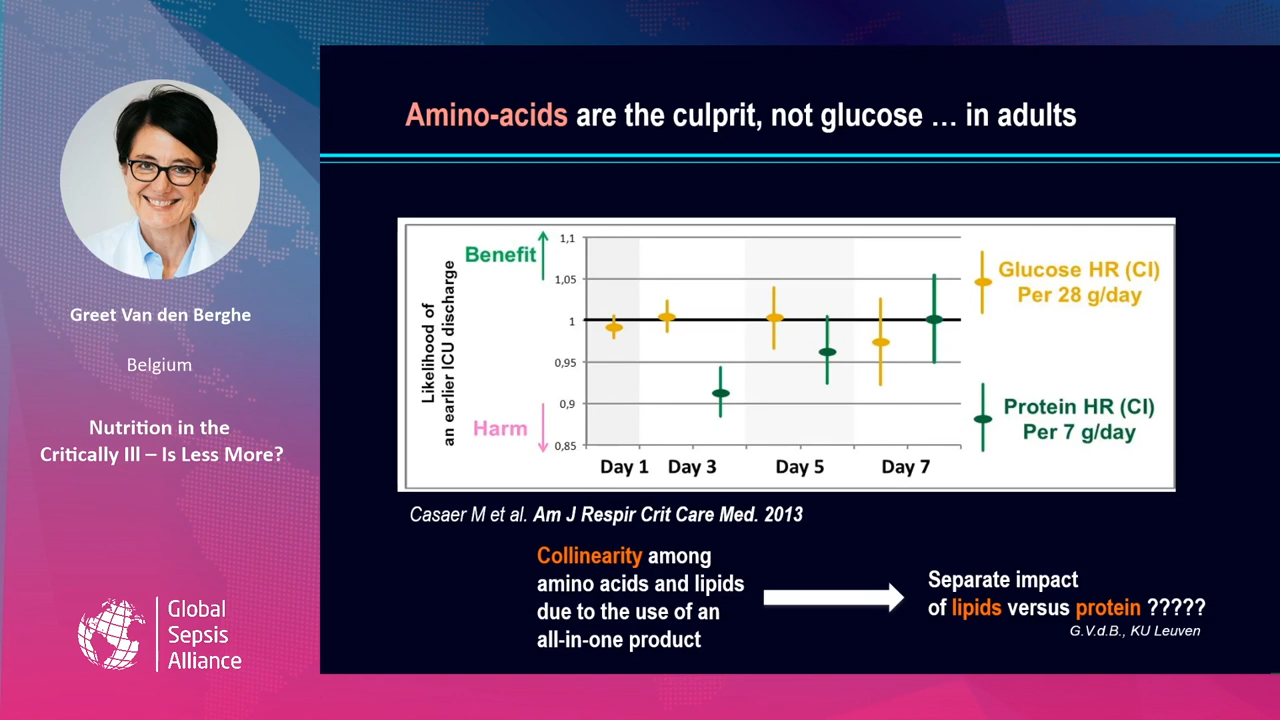 Greet Van den Berghe
Belgium
Nutrition in the
Critically Ill – Is Less More?
Global
Sepsis
Alliance
Amino-acids are the culprit, not glucose … in adults
Benefit
Harm
Likelihood of
an earlier ICU discharge
1,1
1,05
1
0,95
0,9
0,85
Day 1
Day 3
Day 5
Day 7
Glucose HR (CI)
Per 28 g/day
Protein HR (CI)
Per 7 g/day
Casaer M et al. Am J Respir Crit Care Med. 2013
Collinearity among
amino acids and lipids
due to the use of an
all-in-one product
Separate impact
of lipids versus protein ?????
G.V.d.B., KU Leuven